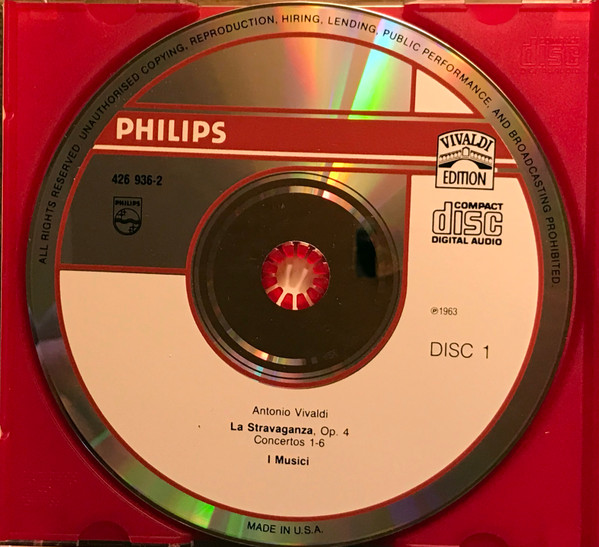 ALL RIGHTS RESERVED UNAUTHORISED COPYING, REPRODUCTION, HIRING, LENDING, PUBLIC PERFORMANCE, AND BROADCASTING PROHIBITED.
PHILIPS
VIVALDI
EDITION
426 936-2
PHILIPS
COMPACT
disc
DIGITAL AUDIO
℗1963
DISC 1
Antonio Vivaldi
La Stravaganza, Op. 4
Concertos 1-6
I Musici
MADE IN U.S.A.